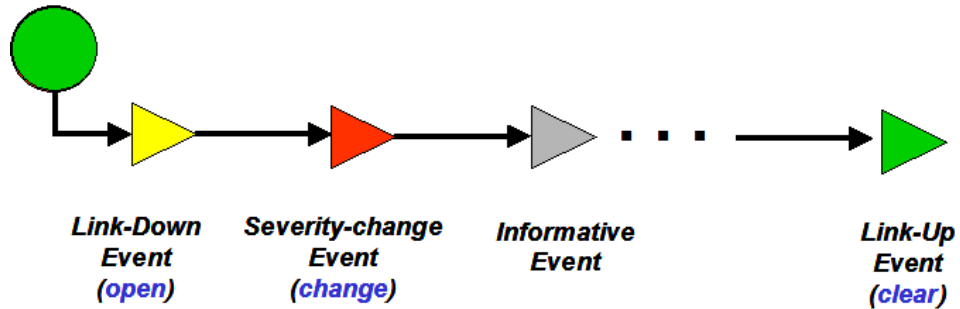 Link-Down
Event
(open)
Severity-change
Event
(change)
Informative
Event
. . .
Link-Up
Event
(clear)